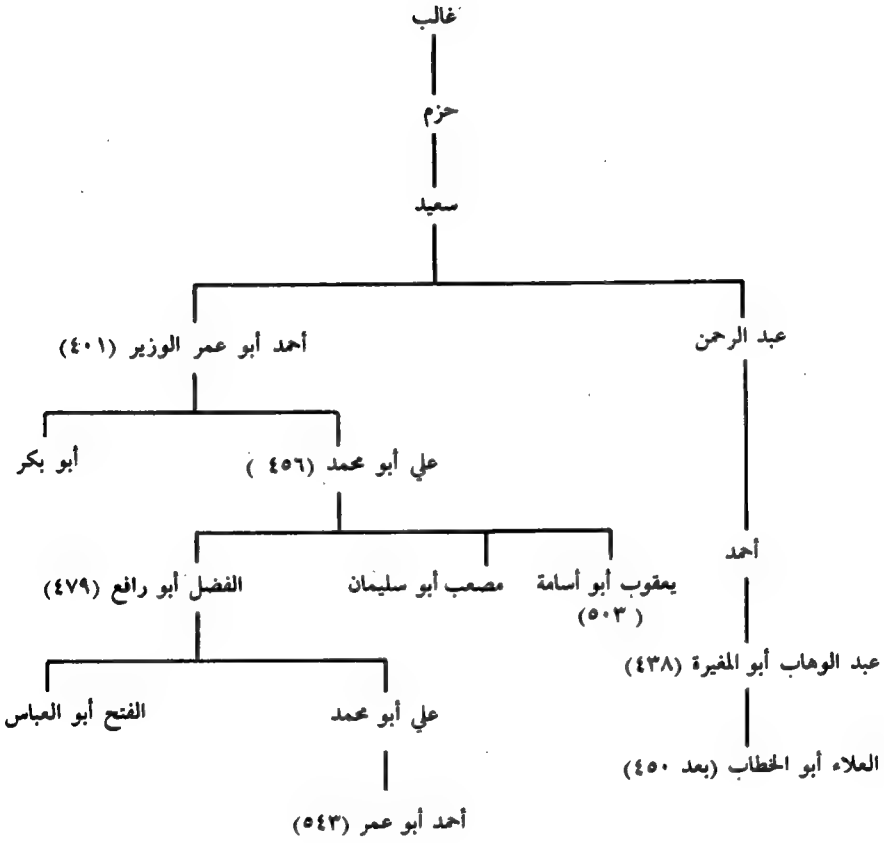 غالب
حزم
سعيد
عبد الرحمن
أحمد أبو عمر الوزير (٤٠١)
علي أبو محمد (٤٥٦ )
أبو بكر
أحمد
يعقوب أبو أسامة
(٥٠٣ )
مصعب أبو سليمان
الفضل أبو رافع (٤٧٩)
عبد الوهاب أبو المغيرة (٤٣٨)
علي أبو محمد
الفتح أبو العباس
العلاء أبو الخطاب (بعد ٤٥٠)
أحمد أبو عمر (٥٤٣)